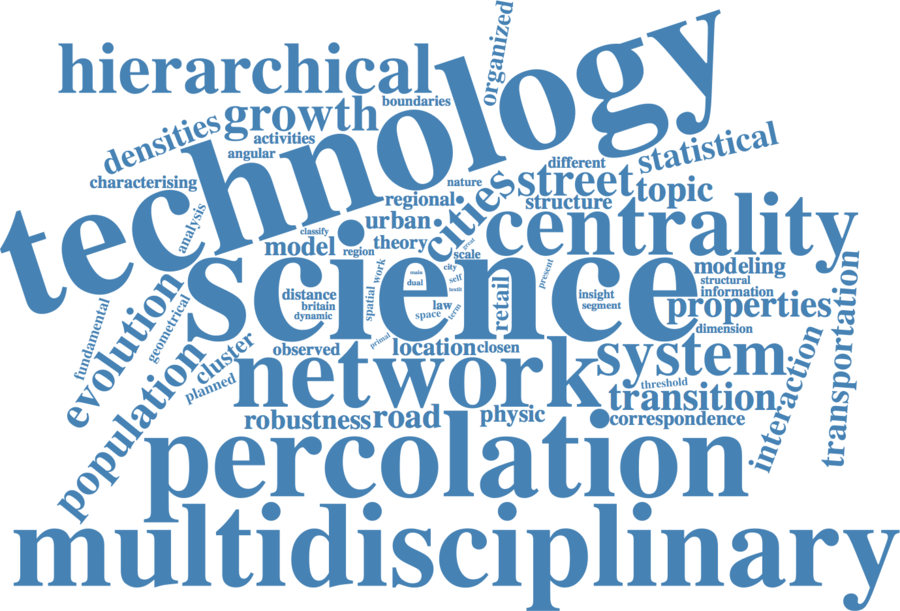 organized
technology
hierarchical
growth
boundaries
densities
activities
angular
characterising
statistical
different
street
topic
structure
nature
regional
cities
urban
centrality
analysis
classify
model
region
theory
great
scale
science
city
main
dual
self
work
spatial
present
modeling
structural
information
properties
dimension
transportation
distance
britain
dynamic
law
space
term
retail
insight
segment
evolution
geometrical
fundamental
population
cluster
planned
observed
primal
location
closen
network
system
threshold
transition
interaction
correspondence
robustness
road
physic
percolation
multidisciplinary